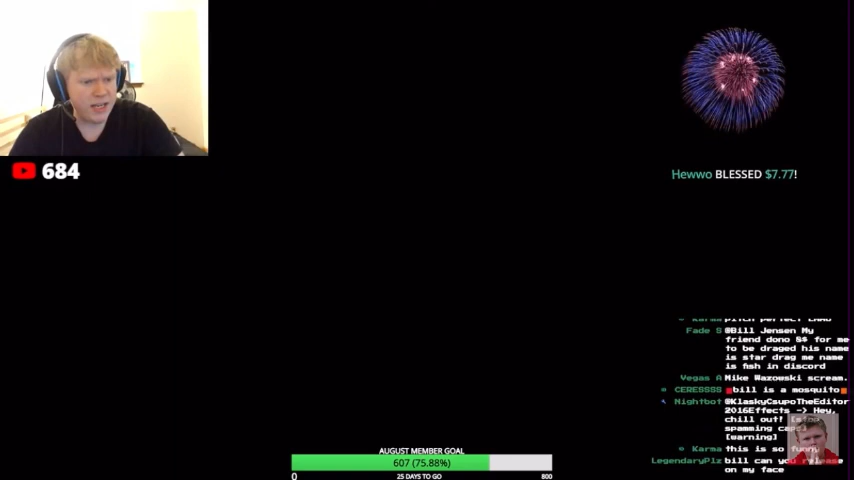 684
Hewwo BLESSED $7.77!
Fade S @Bill Jensen My
friend dono 8$ for me
to be draged his name
is star drag me name
is fish in discord
Vegas A Mike Wazowski scream.
CERESSSS bill is a mosquito
Nightbot @KlaskyCsupoTheEditor
2016Effects -> Hey,
chill out! [stop
spamming caps]
[warning]
Karma this is so funny
LegendaryPlz bill can you release
on my face
AUGUST MEMBER GOAL
607 (75.88%)
0 25 DAYS TO GO 800